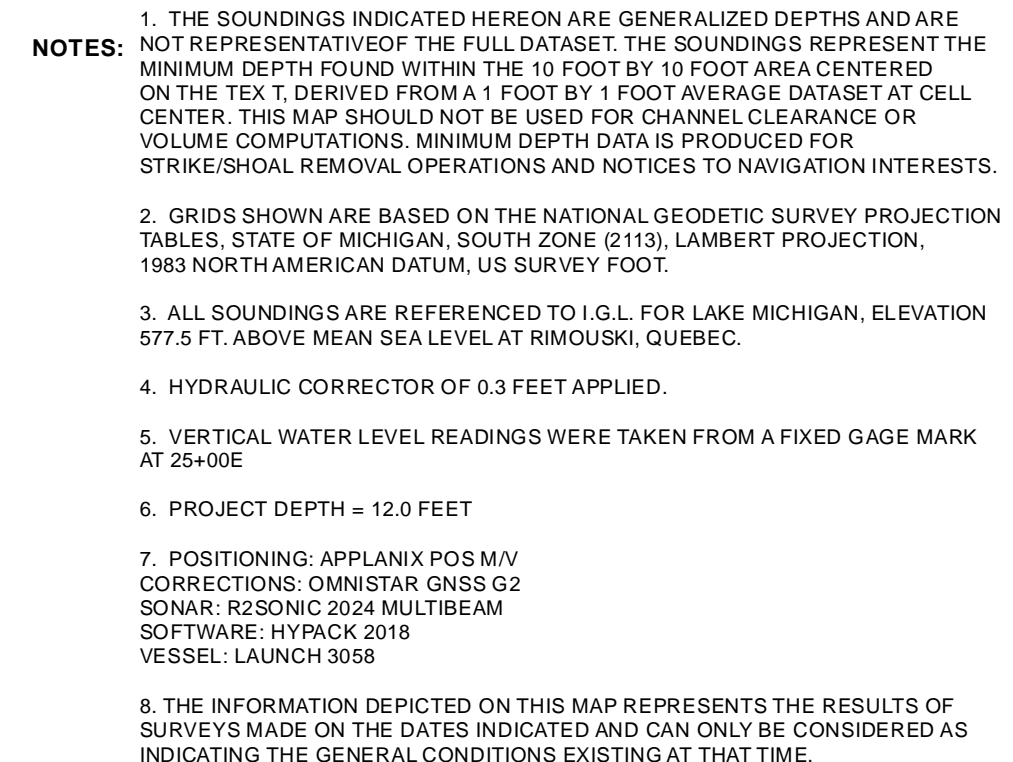 1. THE SOUNDINGS INDICATED HEREON ARE GENERALIZED DEPTHS AND ARE
NOTES: NOT REPRESENTATIVEOF THE FULL DATASET. THE SOUNDINGS REPRESENT THE
MINIMUM DEPTH FOUND WITHIN THE 10 FOOT BY 10 FOOT AREA CENTERED
ON THE TEX T, DERIVED FROM A 1 FOOT BY 1 FOOT AVERAGE DATASET AT CELL
CENTER. THIS MAP SHOULD NOT BE USED FOR CHANNEL CLEARANCE OR
VOLUME COMPUTATIONS. MINIMUM DEPTH DATA IS PRODUCED FOR
STRIKE/SHOAL REMOVAL OPERATIONS AND NOTICES TO NAVIGATION INTERESTS.
2. GRIDS SHOWN ARE BASED ON THE NATIONAL GEODETIC SURVEY PROJECTION
TABLES, STATE OF MICHIGAN, SOUTH ZONE (2113), LAMBERT PROJECTION,
1983 NORTH AMERICAN DATUM, US SURVEY FOOT.
3. ALL SOUNDINGS ARE REFERENCED TO I.G.L. FOR LAKE MICHIGAN, ELEVATION
577.5 FT. ABOVE MEAN SEA LEVEL AT RIMOUSKI, QUEBEC.
4. HYDRAULIC CORRECTOR OF 0.3 FEET APPLIED.
5. VERTICAL WATER LEVEL READINGS WERE TAKEN FROM A FIXED GAGE MARK
AT 25+00E
6. PROJECT DEPTH = 12.0 FEET
7. POSITIONING: APPLANIX POS M/V
CORRECTIONS: OMNISTAR GNSS G2
SONAR: R2SONIC 2024 MULTIBEAM
SOFTWARE: HYPACK 2018
VESSEL: LAUNCH 3058
8. THE INFORMATION DEPICTED ON THIS MAP REPRESENTS THE RESULTS OF
SURVEYS MADE ON THE DATES INDICATED AND CAN ONLY BE CONSIDERED AS
INDICATING THE GENERAL CONDITIONS EXISTING AT THAT TIME.